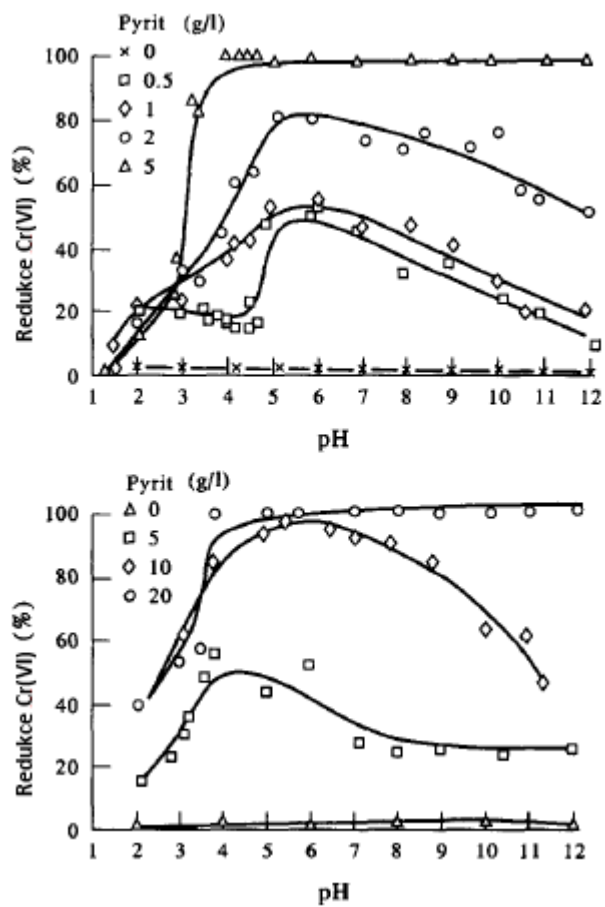 Pyrit (g/l)
× 0
□ 0.5
◇ 1
○ 2
△ 5
100
80
60
40
20
0
Redukce Cr(VI) (%)
1 2 3 4 5 6 7 8 9 10 11 12
pH
Pyrit (g/l)
△ 0
□ 5
◇ 10
○ 20
100
80
60
40
20
0
Redukce Cr(VI) (%)
1 2 3 4 5 6 7 8 9 10 11 12
pH